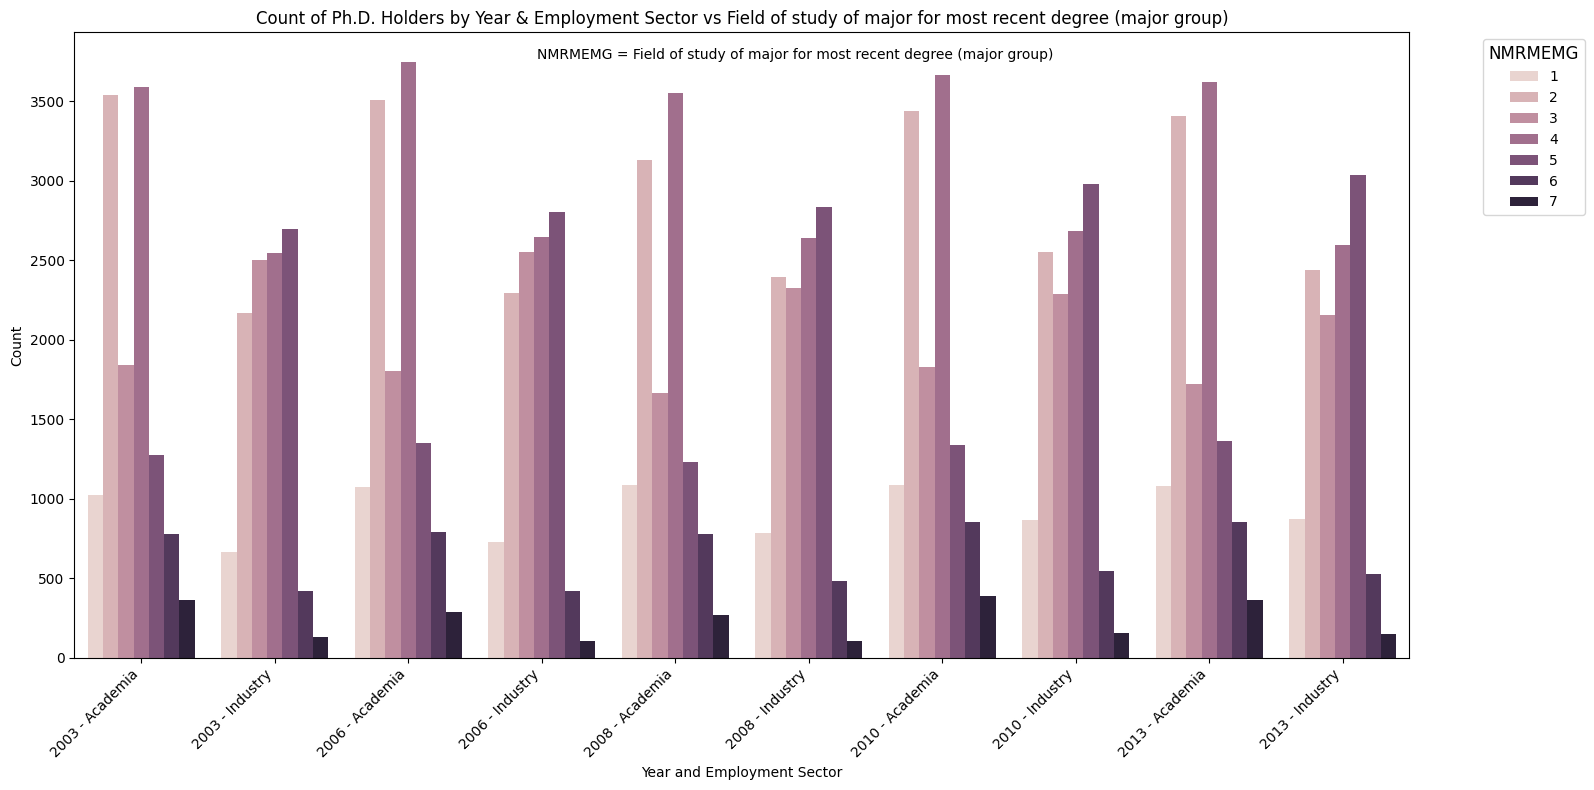 Count of Ph.D. Holders by Year & Employment Sector vs Field of study of major for most recent degree (major group)
NMRMEMG = Field of study of major for most recent degree (major group)
NMRMEMG
1
2
3
4
5
6
7
Count
3500
3000
2500
2000
1500
1000
500
0
2003 - Academia
2003 - Industry
2006 - Academia
2006 - Industry
2008 - Academia
2008 - Industry
2010 - Academia
2010 - Industry
2013 - Academia
2013 - Industry
Year and Employment Sector